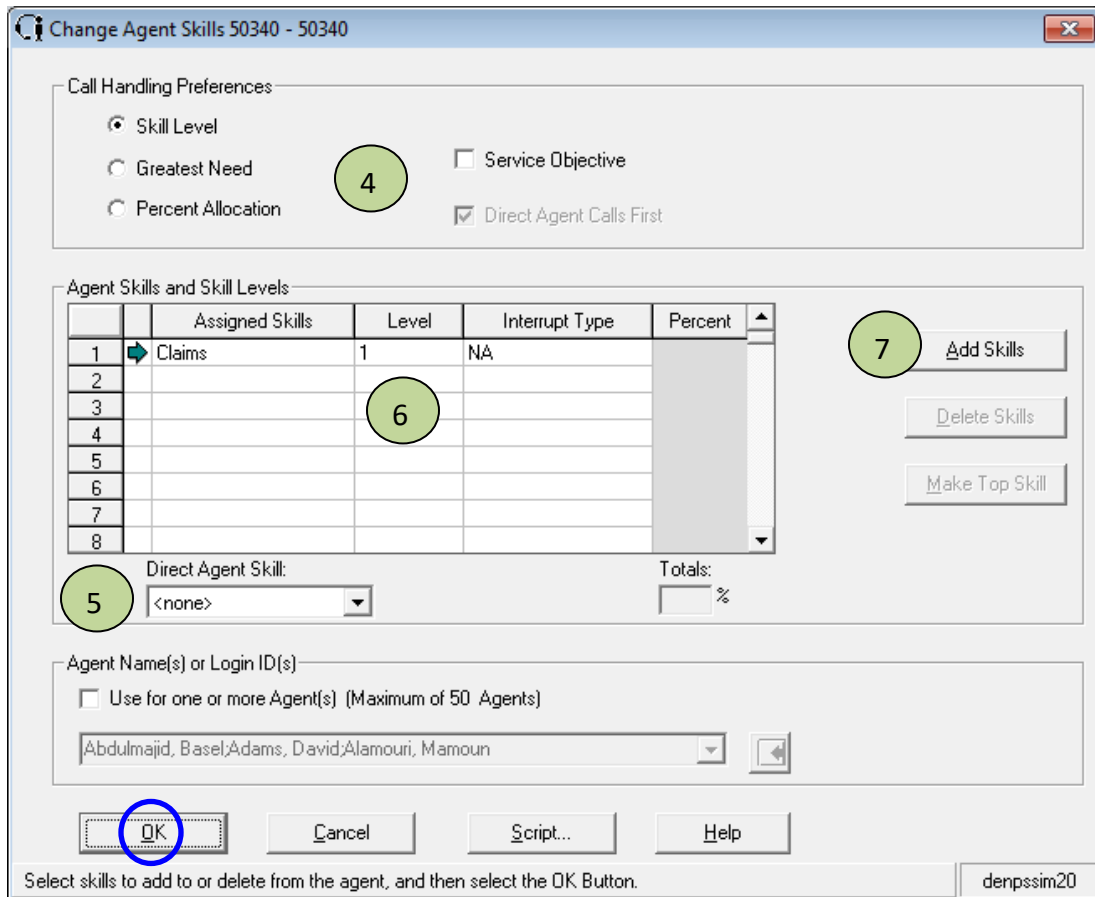 Change Agent Skills 50340 - 50340
Call Handling Preferences
Skill Level
Greatest Need
Percent Allocation
4
Service Objective
Direct Agent Calls First
Agent Skills and Skill Levels
Assigned Skills Level Interrupt Type Percent
1 Claims 1 NA
2
3
4
5
6
7
8
6
7
Add Skills
Delete Skills
Make Top Skill
5
Direct Agent Skill:
<none>
Totals:
%
Agent Name(s) or Login ID(s)
Use for one or more Agent(s) (Maximum of 50 Agents)
Abdulmajid, Basel;Adams, David;Alamouri, Mamoun
OK Cancel Script... Help
Select skills to add to or delete from the agent, and then select the OK Button. denpssim20